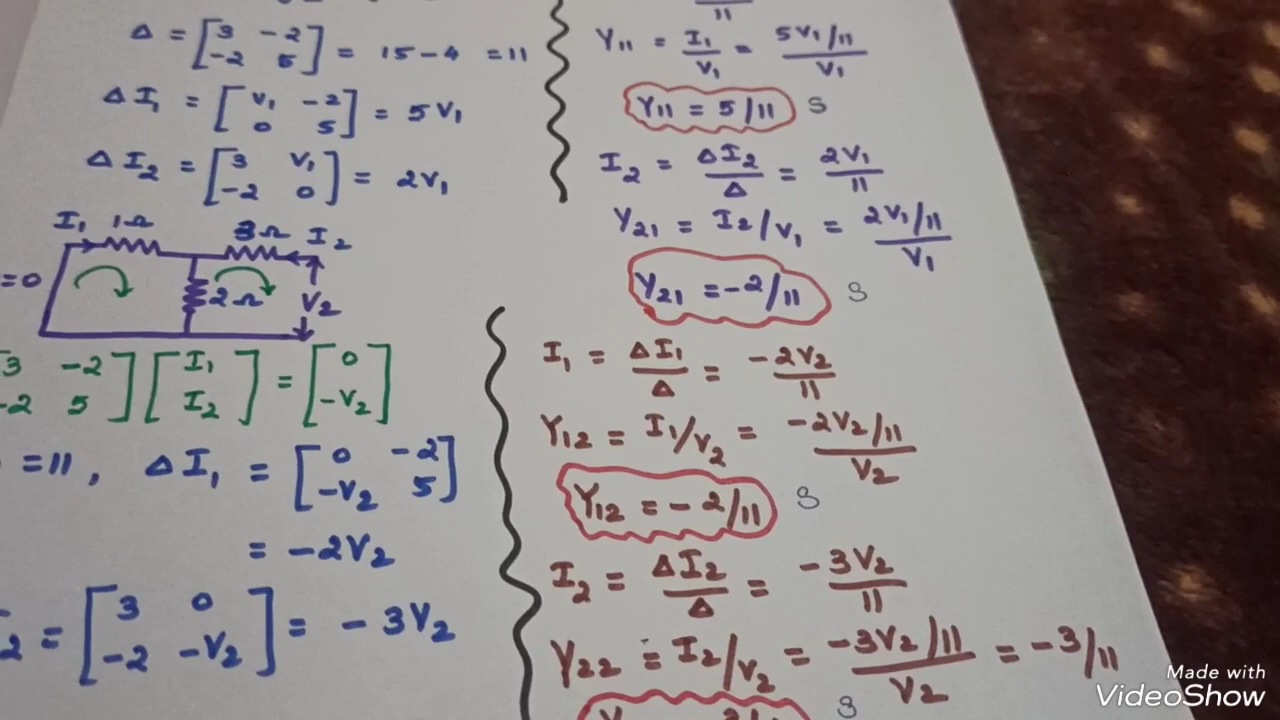 Δ = [3 -2 / -2 5] = 15-4 = 11
ΔI₁ = [V₁ -2 / 0 5] = 5V₁
ΔI₂ = [3 V₁ / -2 0] = 2V₁
I₁ 1Ω 3Ω I₂
=0 2Ω V₂
3 -2 / -2 5] [I₁ / I₂] = [0 / -V₂]
=11, ΔI₁ = [0 -2 / -V₂ 5]
= -2V₂
2 = [3 0 / -2 -V₂] = -3V₂
11
Y₁₁ = I₁/V₁ = 5V₁/11 / V₁
Y₁₁ = 5/11 S
I₂ = ΔI₂/Δ = 2V₁/11
Y₂₁ = I₂/V₁ = 2V₁/11 / V₁
Y₂₁ = -2/11 S
I₁ = ΔI₁/Δ = -2V₂/11
Y₁₂ = I₁/V₂ = -2V₂/11 / V₂
Y₁₂ = -2/11 S
I₂ = ΔI₂/Δ = -3V₂/11
Y₂₂ = I₂/V₂ = -3V₂/11 / V₂ = -3/11
S
Made with
VideoShow